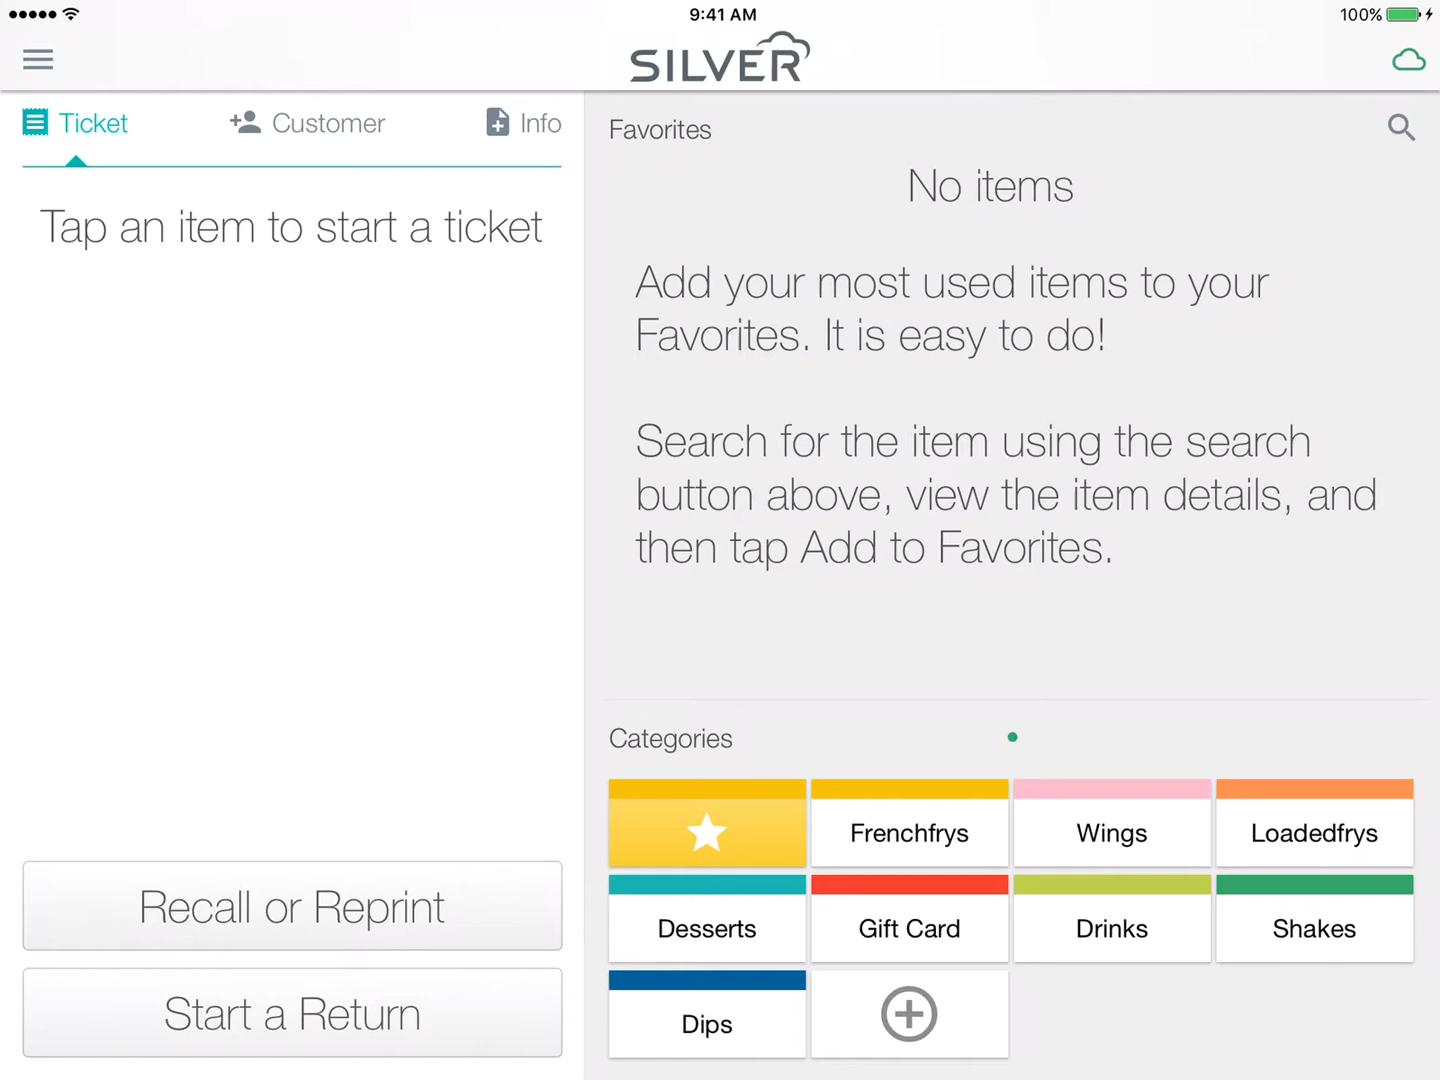 9:41 AM
100%
SILVER
Ticket
Customer
Info
Tap an item to start a ticket
Recall or Reprint
Start a Return
Favorites
No items
Add your most used items to your
Favorites. It is easy to do!
Search for the item using the search
button above, view the item details, and
then tap Add to Favorites.
Categories
Frenchfrys
Wings
Loadedfrys
Desserts
Gift Card
Drinks
Shakes
Dips